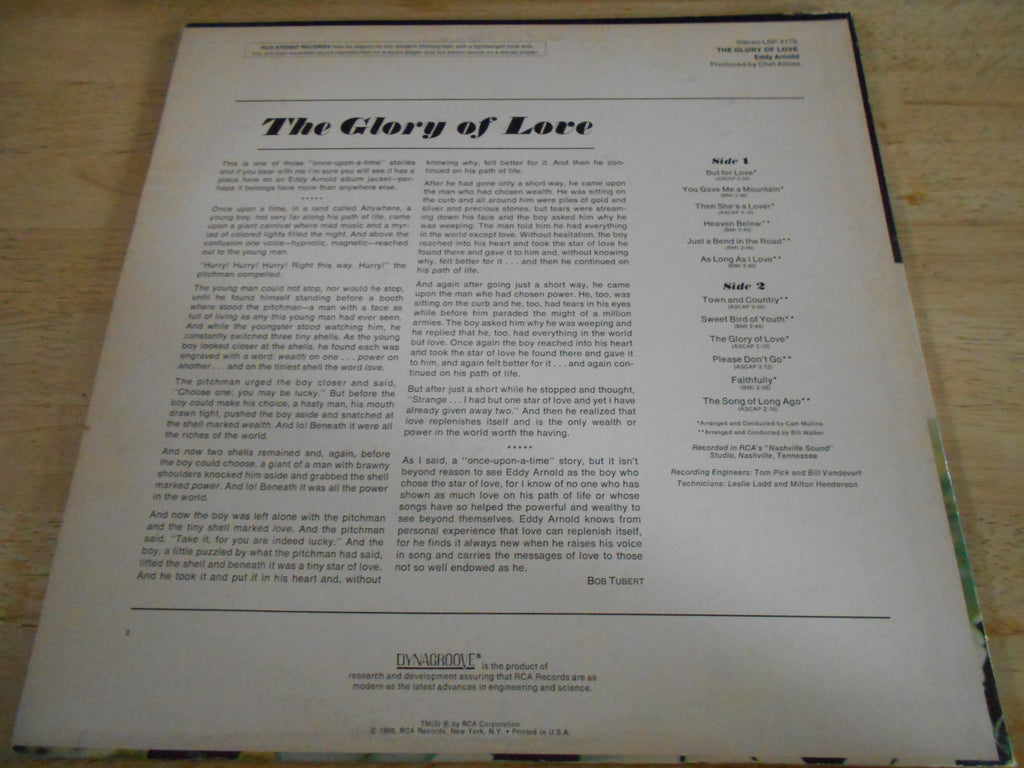 RCA STEREO RECORDS may be played on any modern phonograph with a lightweight tone arm.
You will hear excellent sound reproduction on a mono player and full stereo sound on a stereo player.
Stereo LSP-4179
THE GLORY OF LOVE
Eddy Arnold
Produced by Chet Atkins
The Glory of Love
This is one of those "once-upon-a-time" stories
and if you bear with me I'm sure you will see it has a
place here on an Eddy Arnold album jacket—per-
haps it belongs here more than anywhere else.
*****
Once upon a time, in a land called Anywhere, a
young boy, not very far along his path of life, came
upon a giant carnival where mad music and a myr-
iad of colored lights filled the night. And above the
confusion one voice—hypnotic, magnetic—reached
out to the young man.
"Hurry! Hurry! Hurry! Right this way. Hurry!" the
pitchman compelled.
The young man could not stop, nor would he stop,
until he found himself standing before a booth
where stood the pitchman—a man with a face as
full of living as any this young man had ever seen.
And while the youngster stood watching him, he
constantly switched three tiny shells. As the young
boy looked closer at the shells, he found each was
engraved with a word: wealth on one . . . power on
another . . . and on the tiniest shell the word love.
The pitchman urged the boy closer and said,
"Choose one; you may be lucky." But before the
boy could make his choice, a hasty man, his mouth
drawn tight, pushed the boy aside and snatched at
the shell marked wealth. And lo! Beneath it were all
the riches of the world.
And now two shells remained and, again, before
the boy could choose, a giant of a man with brawny
shoulders knocked him aside and grabbed the shell
marked power. And lo! Beneath it was all the power
in the world.
And now the boy was left alone with the pitchman
and the tiny shell marked love. And the pitchman
said, "Take it, for you are indeed lucky." And the
boy, a little puzzled by what the pitchman had said,
lifted the shell and beneath it was a tiny star of love.
And he took it and put it in his heart and, without
knowing why, felt better for it. And then he con-
tinued on his path of life.
After he had gone only a short way, he came upon
the man who had chosen wealth. He was sitting on
the curb and all around him were piles of gold and
silver and precious stones, but tears were stream-
ing down his face and the boy asked him why he
was weeping. The man told him he had everything
in the world except love. Without hesitation, the boy
reached into his heart and took the star of love he
found there and gave it to him and, without knowing
why, felt better for it . . . and then he continued on
his path of life.
And again after going just a short way, he came
upon the man who had chosen power. He, too, was
sitting on the curb and he, too, had tears in his eyes
while before him paraded the might of a million
armies. The boy asked him why he was weeping and
he replied that he, too, had everything in the world
but love. Once again the boy reached into his heart
and took the star of love he found there and gave it
to him, and again felt better for it . . . and again con-
tinued on his path of life.
But after just a short while he stopped and thought,
"Strange . . . I had but one star of love and yet I have
already given away two." And then he realized that
love replenishes itself and is the only wealth or
power in the world worth the having.
*****
As I said, a "once-upon-a-time" story, but it isn't
beyond reason to see Eddy Arnold as the boy who
chose the star of love, for I know of no one who has
shown as much love on his path of life or whose
songs have so helped the powerful and wealthy to
see beyond themselves. Eddy Arnold knows from
personal experience that love can replenish itself,
for he finds it always new when he raises his voice
in song and carries the messages of love to those
not so well endowed as he.
BOB TUBERT
Side 1
But for Love*
You Gave Me a Mountain*
Then She's a Lover*
Heaven Below**
Just a Bend in the Road**
As Long As I Love**
Side 2
Town and Country**
Sweet Bird of Youth**
(BMI 2:45)
The Glory of Love*
(ASCAP 2:10)
Please Don't Go**
(ASCAP 3:12)
Faithfully*
The Song of Long Ago**
*Arranged and Conducted by Cam Mullins
**Arranged and Conducted by Bill Walker
Recorded in RCA's "Nashville Sound"
Studio, Nashville, Tennessee
Recording Engineers: Tom Pick and Bill Vandevort
Technicians: Leslie Ladd and Milton Henderson
DYNAGROOVE® is the product of
research and development assuring that RCA Records are as
modern as the latest advances in engineering and science.
TM(S) ® by RCA Corporation
© 1969, RCA Records, New York, N.Y. • Printed in U.S.A.